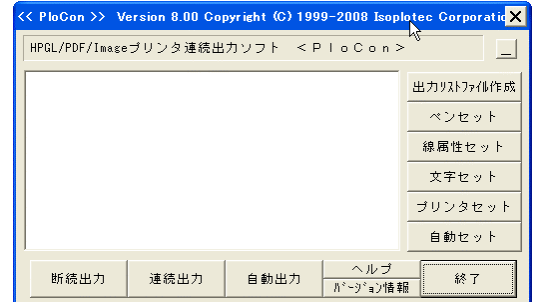 << PloCon >> Version 8.00 Copyright (C) 1999-2008 Isoplotec Corporatio
HPGL/PDF/Imageプリンタ連続出力ソフト <PloCon>
出力ﾘｽﾄﾌｧｲﾙ作成
ペンセット
線属性セット
文字セット
プリンタセット
自動セット
断続出力
連続出力
自動出力
ヘルプ
ﾊﾞｰｼﾞｮﾝ情報
終了